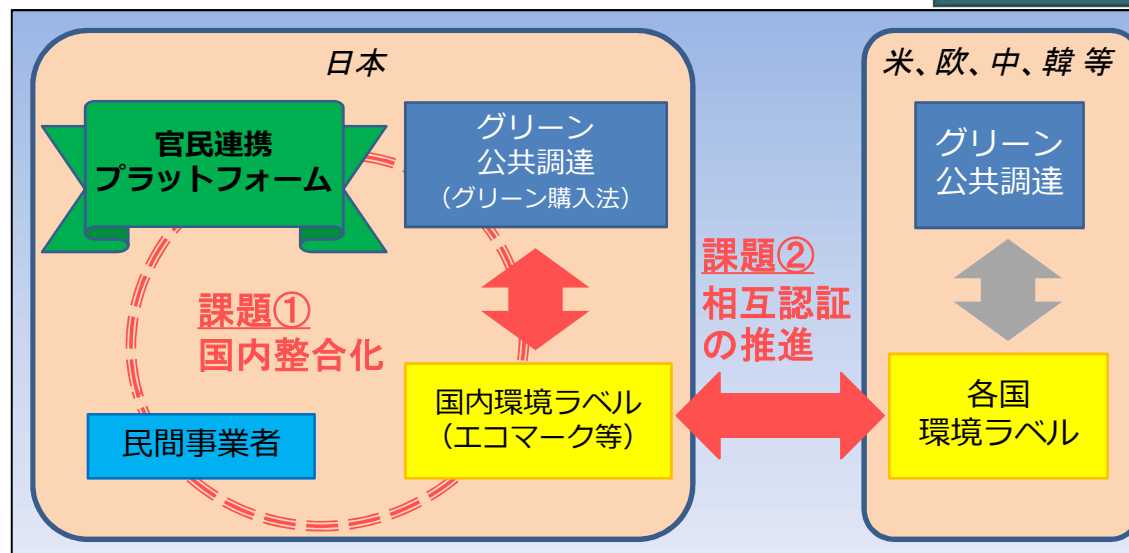 日本
官民連携
プラットフォーム
グリーン
公共調達
（グリーン購入法）
課題①
国内整合化
民間事業者
国内環境ラベル
（エコマーク等）
課題②
相互認証
の推進
米、欧、中、韓 等
グリーン
公共調達
各国
環境ラベル